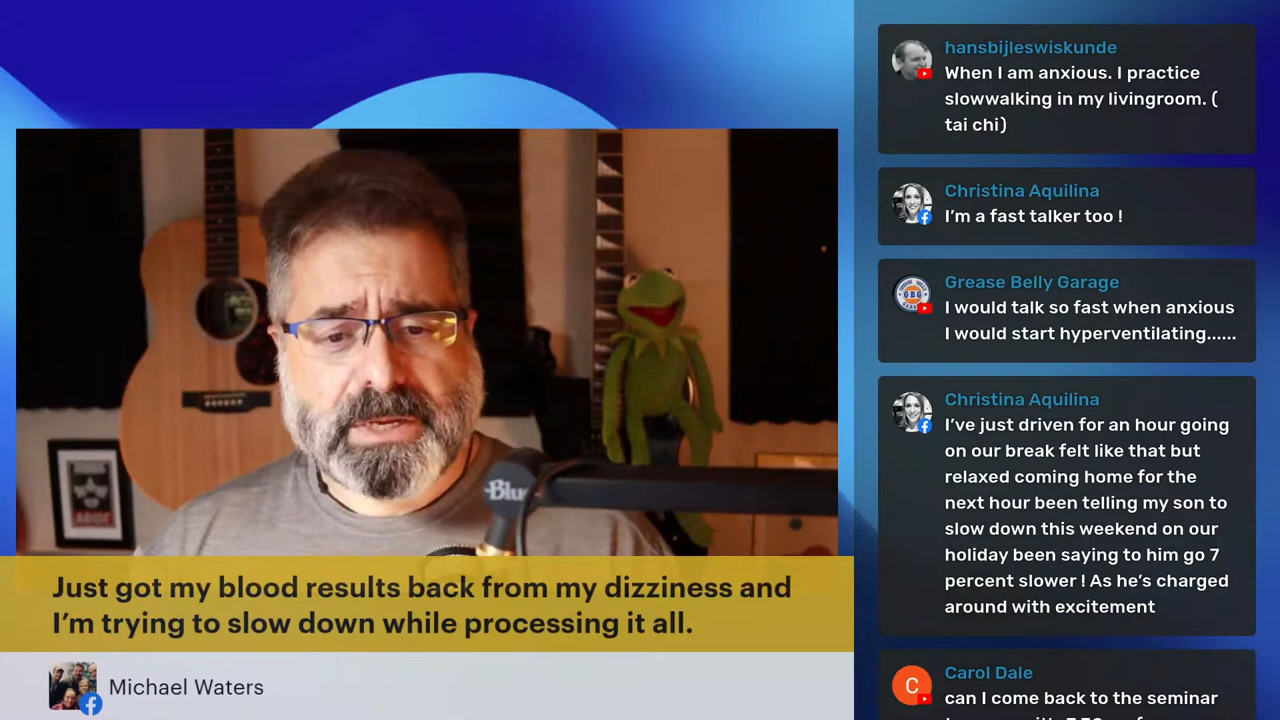 Blue
Just got my blood results back from my dizziness and
I'm trying to slow down while processing it all.
Michael Waters
hansbijleswiskunde
When I am anxious. I practice
slowwalking in my livingroom. (
tai chi)
Christina Aquilina
I'm a fast talker too !
Grease Belly Garage
I would talk so fast when anxious
I would start hyperventilating......
Christina Aquilina
I've just driven for an hour going
on our break felt like that but
relaxed coming home for the
next hour been telling my son to
slow down this weekend on our
holiday been saying to him go 7
percent slower ! As he's charged
around with excitement
C
Carol Dale
can I come back to the seminar